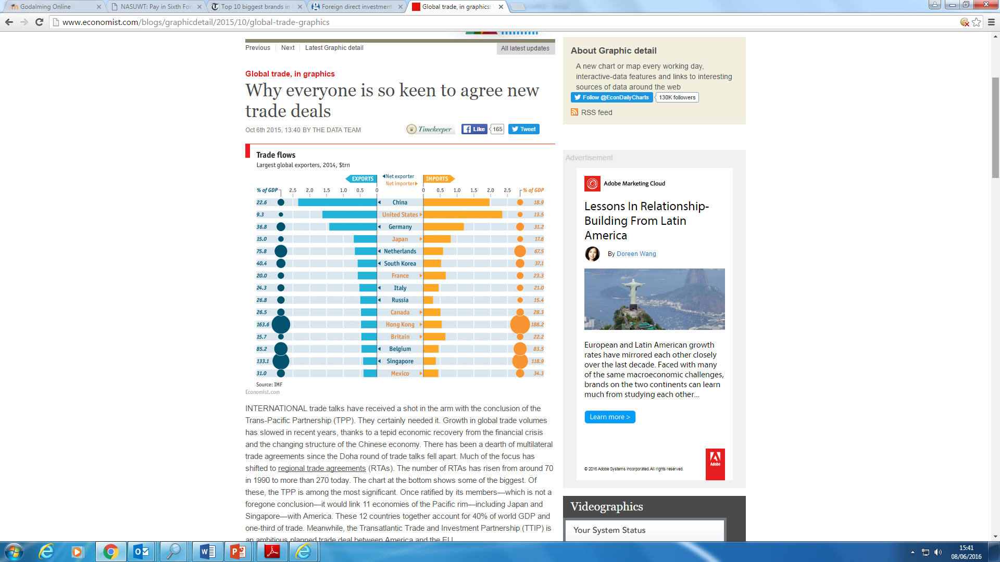 Godalming Online
NASUWT: Pay in Sixth For
Top 10 biggest brands in
Foreign direct investment
Global trade, in graphics:
www.economist.com/blogs/graphicdetail/2015/10/global-trade-graphics
Previous Next Latest Graphic detail All latest updates
Global trade, in graphics
Why everyone is so keen to agree new
trade deals
Oct 6th 2015, 13:40 BY THE DATA TEAM
Timekeeper Like 165 Tweet
Trade flows
Largest global exporters, 2014, $trn
EXPORTS Net exporter IMPORTS
Net importer
% of GDP 2.5 2.0 1.5 1.0 0.5 0 0 0.5 1.0 1.5 2.0 2.5 % of GDP
22.6 China 18.9
9.3 United States 13.5
36.8 Germany 31.2
15.0 Japan 17.6
75.8 Netherlands 67.5
40.4 South Korea 37.1
20.0 France 23.3
24.3 Italy 21.0
26.8 Russia 15.4
26.5 Canada 28.3
163.6 Hong Kong 188.2
15.7 Britain 22.2
85.2 Belgium 83.5
133.1 Singapore 118.9
31.0 Mexico 34.3
Source: IMF
Economist.com
INTERNATIONAL trade talks have received a shot in the arm with the conclusion of the
Trans-Pacific Partnership (TPP). They certainly needed it. Growth in global trade volumes
has slowed in recent years, thanks to a tepid economic recovery from the financial crisis
and the changing structure of the Chinese economy. There has been a dearth of multilateral
trade agreements since the Doha round of trade talks fell apart. Much of the focus has
shifted to regional trade agreements (RTAs). The number of RTAs has risen from around 70
in 1990 to more than 270 today. The chart at the bottom shows some of the biggest. Of
these, the TPP is among the most significant. Once ratified by its members—which is not a
foregone conclusion—it would link 11 economies of the Pacific rim—including Japan and
Singapore—with America. These 12 countries together account for 40% of world GDP and
one-third of trade. Meanwhile, the Transatlantic Trade and Investment Partnership (TTIP) is
an ambitious planned trade deal between America and the EU.
About Graphic detail
A new chart or map every working day,
interactive-data features and links to interesting
sources of data around the web
Follow @EconDailyCharts 130K followers
RSS feed
Advertisement
Adobe Marketing Cloud
Lessons In Relationship-
Building From Latin
America
By Doreen Wang
European and Latin American growth
rates have mirrored each other closely
over the last decade. Faced with many
of the same macroeconomic challenges,
brands on the two continents can learn
much from studying each other...
Learn more >
© 2016 Adobe Systems Incorporated. All rights reserved.
Adobe
Videographics
Your System Status
15:41
08/06/2016